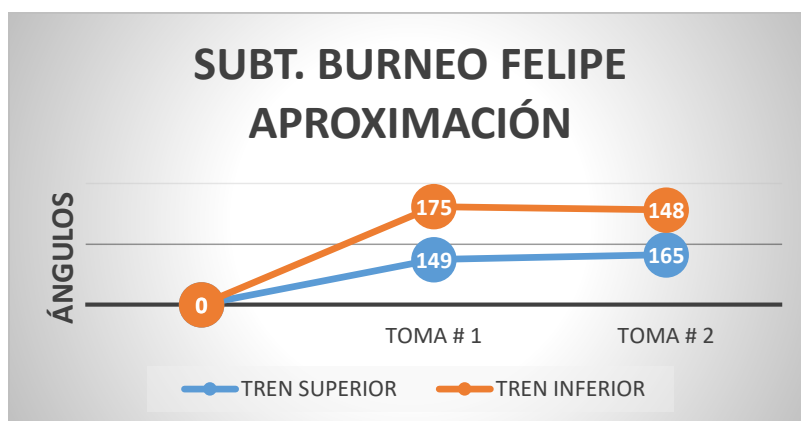 SUBT. BURNEO FELIPE
APROXIMACIÓN
ÁNGULOS
175
148
149
165
0
TOMA # 1
TOMA # 2
TREN SUPERIOR
TREN INFERIOR